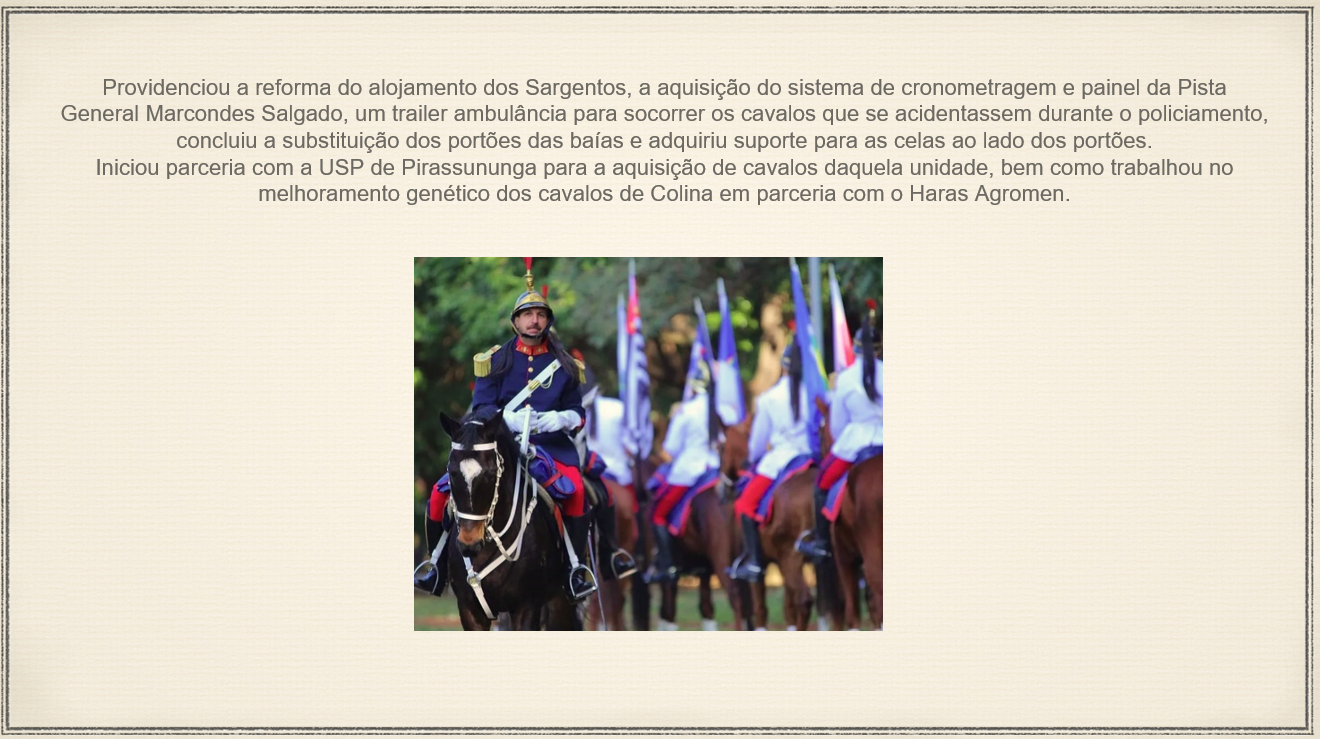 Providenciou a reforma do alojamento dos Sargentos, a aquisição do sistema de cronometragem e painel da Pista
General Marcondes Salgado, um trailer ambulância para socorrer os cavalos que se acidentassem durante o policiamento,
concluiu a substituição dos portões das baías e adquiriu suporte para as celas ao lado dos portões.
Iniciou parceria com a USP de Pirassununga para a aquisição de cavalos daquela unidade, bem como trabalhou no
melhoramento genético dos cavalos de Colina em parceria com o Haras Agromen.